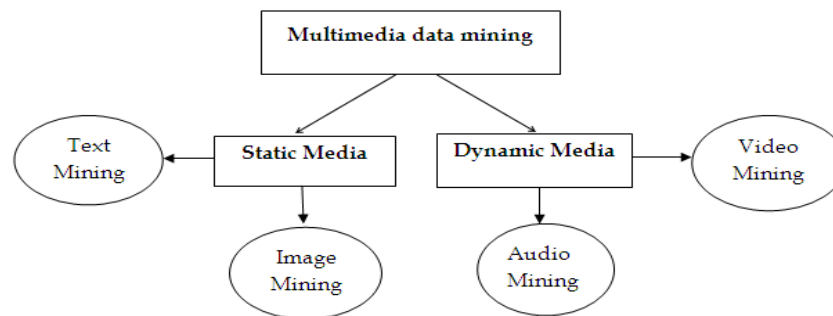 Multimedia data mining
Text
Mining
Static Media
Dynamic Media
Video
Mining
Image
Mining
Audio
Mining